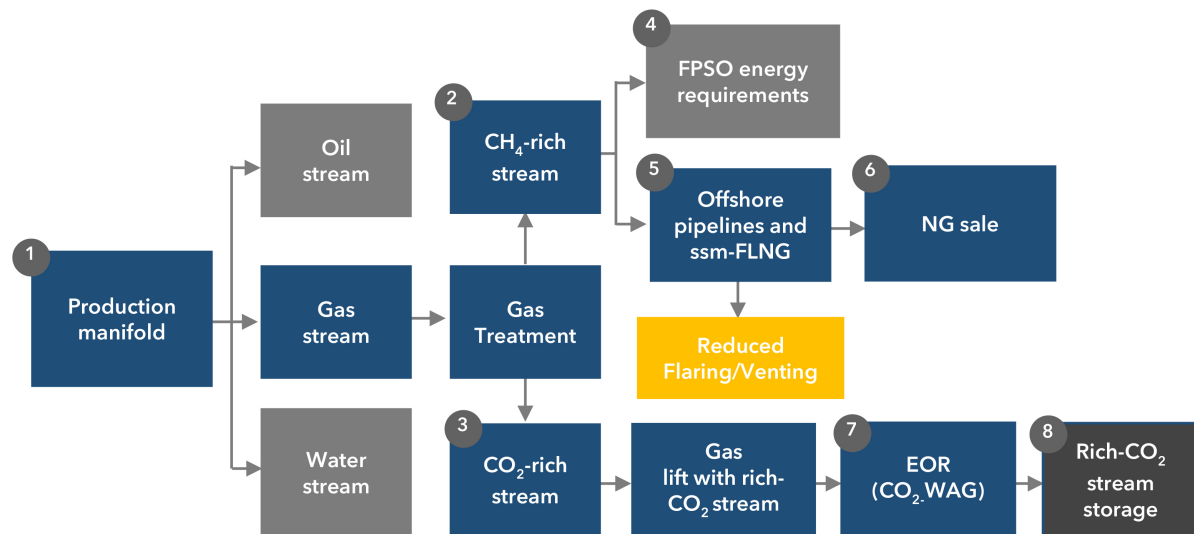 1
Production
manifold
Oil
stream
Gas
stream
Water
stream
2
CH₄-rich
stream
Gas
Treatment
3
CO₂-rich
stream
4
FPSO energy
requirements
5
Offshore
pipelines and
ssm-FLNG
6
NG sale
Reduced
Flaring/Venting
Gas
lift with rich-
CO₂ stream
7
EOR
(CO₂-WAG)
8
Rich-CO₂
stream
storage